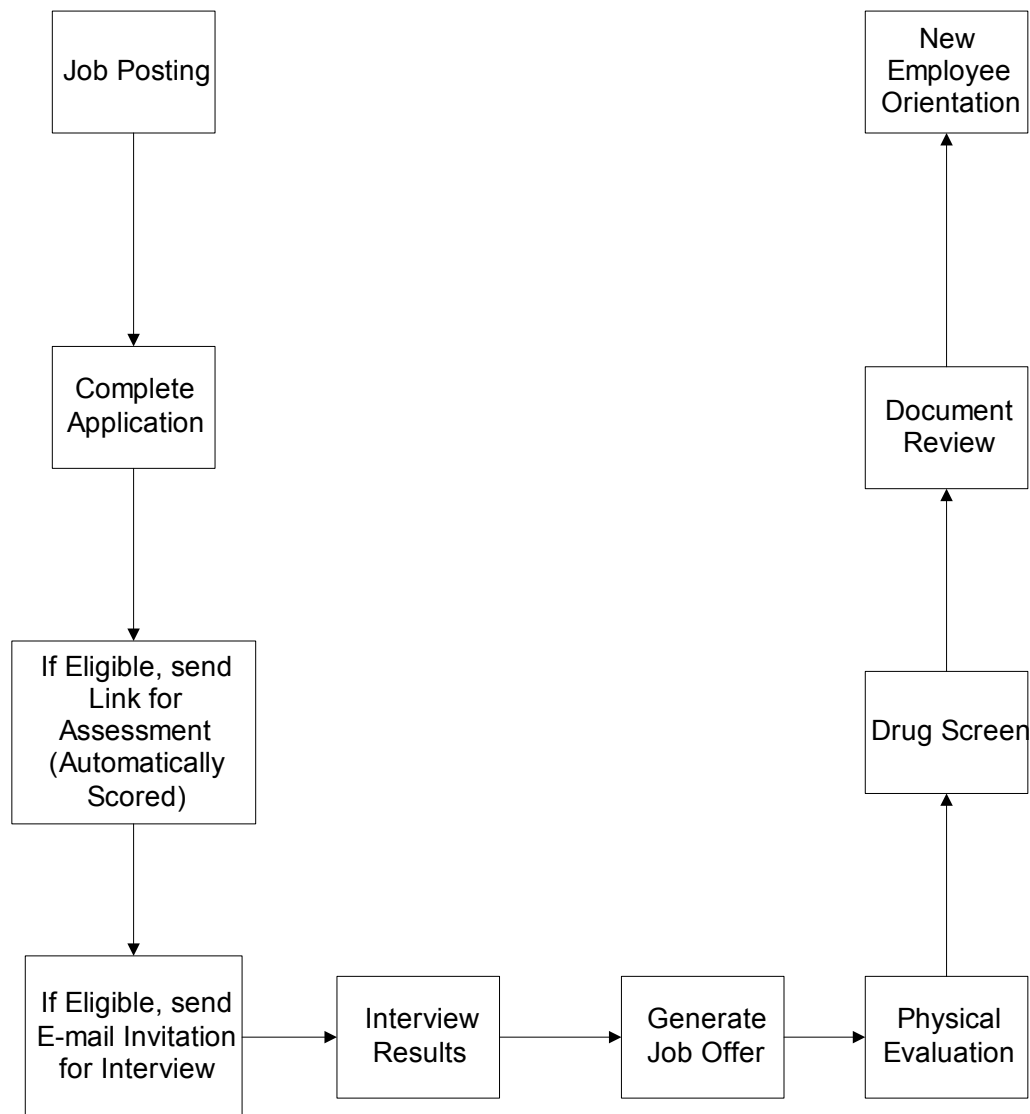 Job Posting
Complete
Application
If Eligible, send
Link for
Assessment
(Automatically
Scored)
If Eligible, send
E-mail Invitation
for Interview
Interview
Results
Generate
Job Offer
Physical
Evaluation
Drug Screen
Document
Review
New
Employee
Orientation